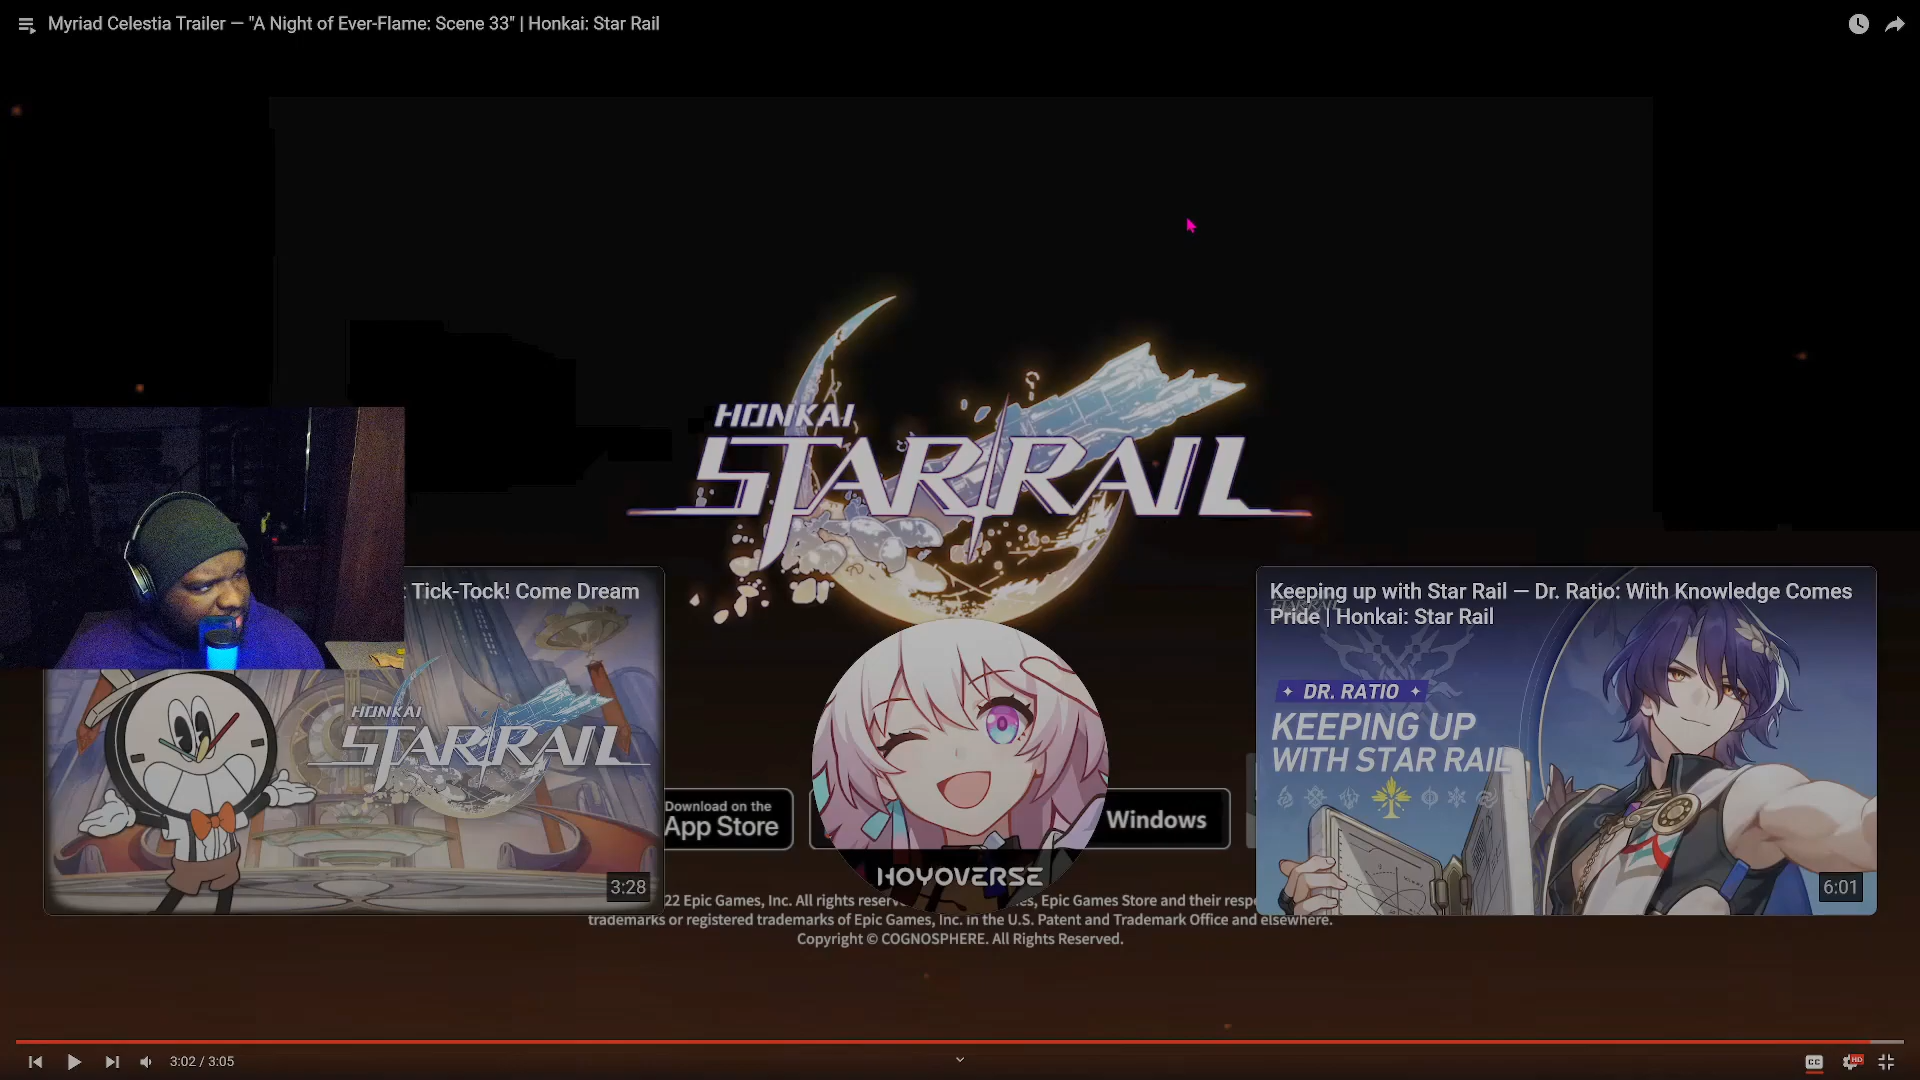 Myriad Celestia Trailer — "A Night of Ever-Flame: Scene 33" | Honkai: Star Rail
HONKAI
STAR RAIL
: Tick-Tock! Come Dream
HONKAI
STAR RAIL
3:28
Keeping up with Star Rail — Dr. Ratio: With Knowledge Comes
Pride | Honkai: Star Rail
DR. RATIO
KEEPING UP
WITH STAR RAIL
6:01
Download on the
App Store
Windows
HOYOVERSE
22 Epic Games, Inc. All rights reserv
es, Epic Games Store and their resp
trademarks or registered trademarks of Epic Games, Inc. in the U.S. Patent and Trademark Office and elsewhere.
Copyright © COGNOSPHERE. All Rights Reserved.
3:02 / 3:05
CC
HD